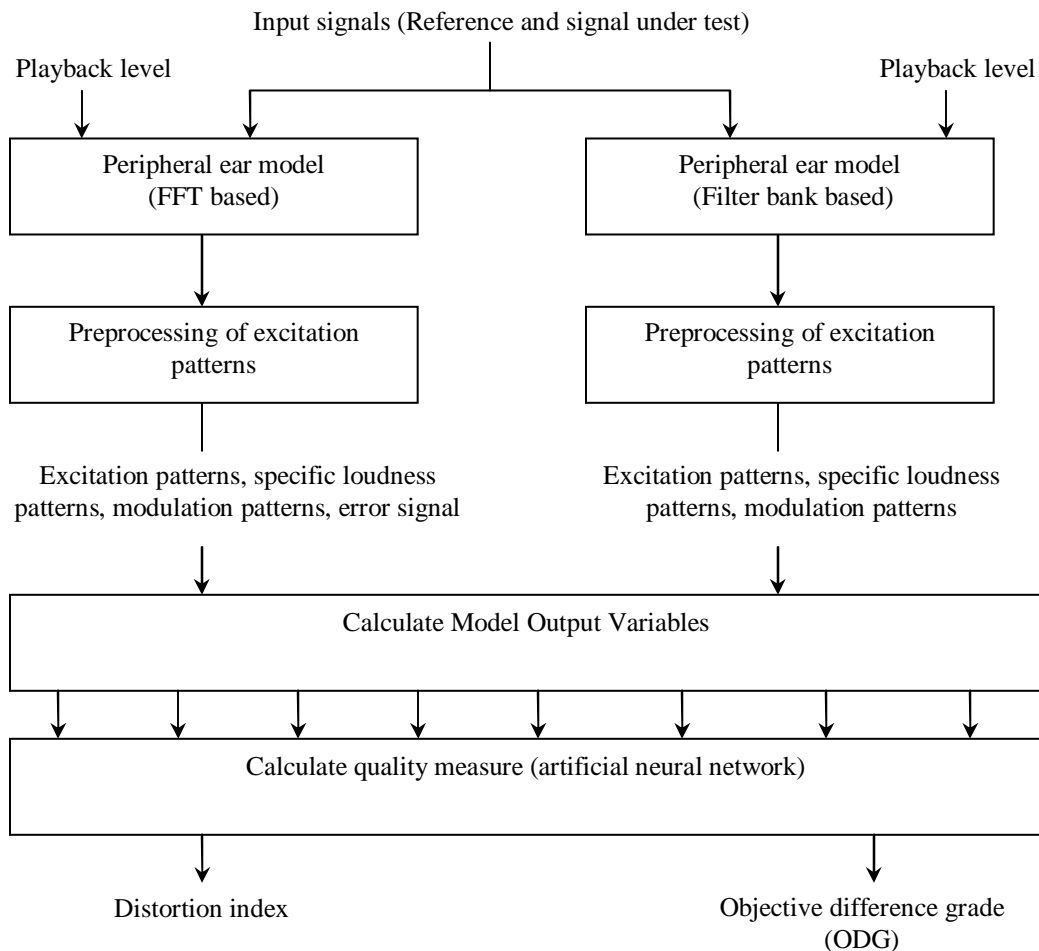 Input signals (Reference and signal under test)
Playback level
Playback level
Peripheral ear model
(FFT based)
Peripheral ear model
(Filter bank based)
Preprocessing of excitation
patterns
Preprocessing of excitation
patterns
Excitation patterns, specific loudness
patterns, modulation patterns, error signal
Excitation patterns, specific loudness
patterns, modulation patterns
Calculate Model Output Variables
Calculate quality measure (artificial neural network)
Distortion index
Objective difference grade
(ODG)